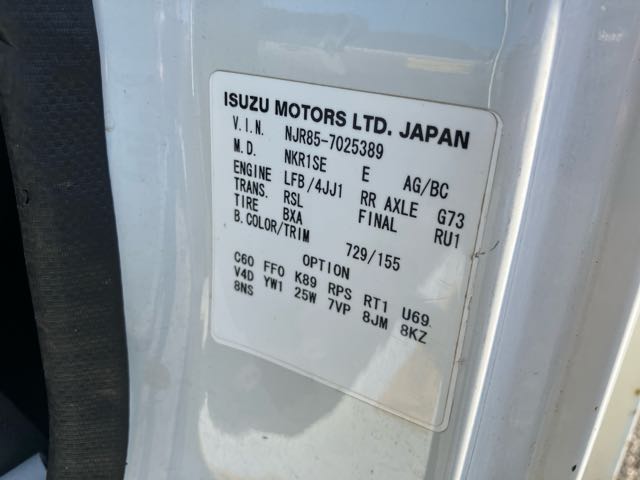 ISUZU MOTORS LTD. JAPAN
V.I.N. NJR85-7025389
M.D. NKR1SE E AG/BC
ENGINE LFB/4JJ1 RR AXLE G73
TRANS. RSL FINAL RU1
TIRE BXA
B.COLOR/TRIM 729/155
OPTION
C60 FF0 K89 RPS RT1 U69
V4D YW1 25W 7VP 8JM 8KZ
8NS